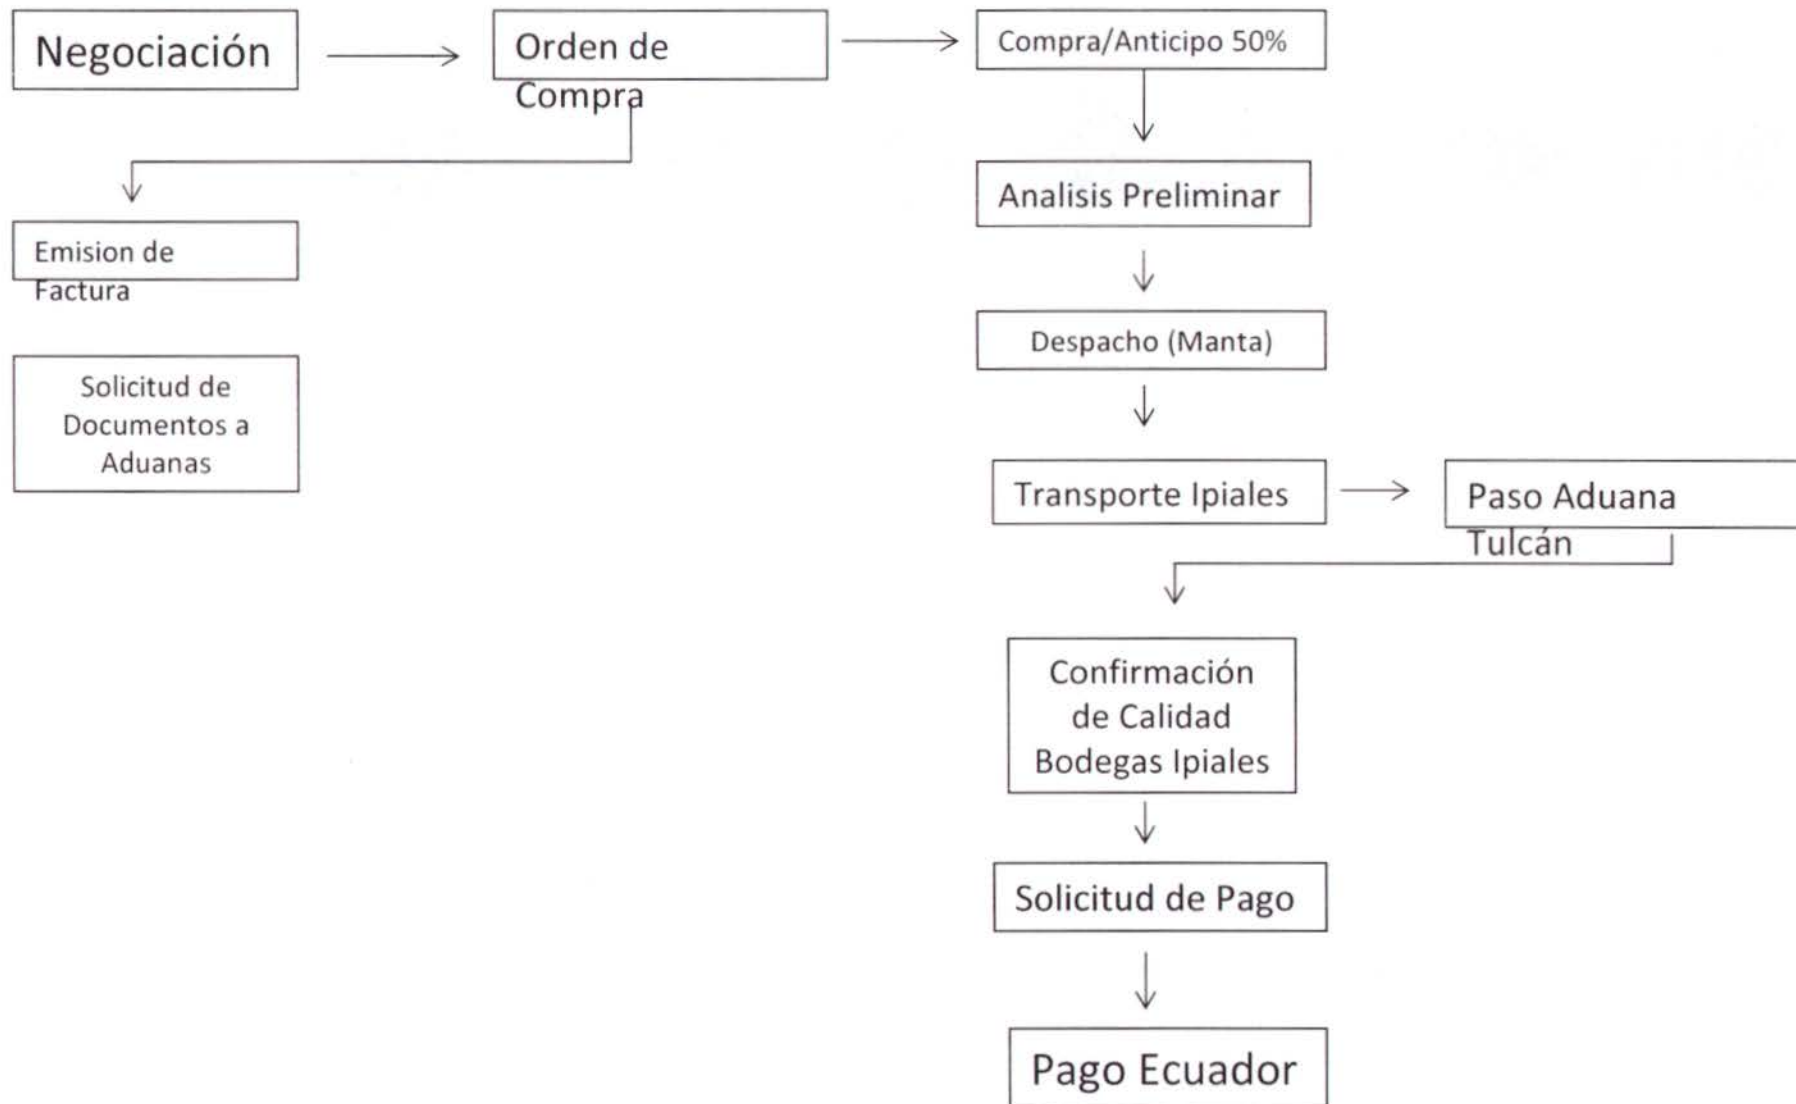 Negociación
Orden de
Compra
Compra/Anticipo 50%
Emision de
Factura
Solicitud de
Documentos a
Aduanas
Analisis Preliminar
Despacho (Manta)
Transporte Ipiales
Paso Aduana
Tulcán
Confirmación
de Calidad
Bodegas Ipiales
Solicitud de Pago
Pago Ecuador